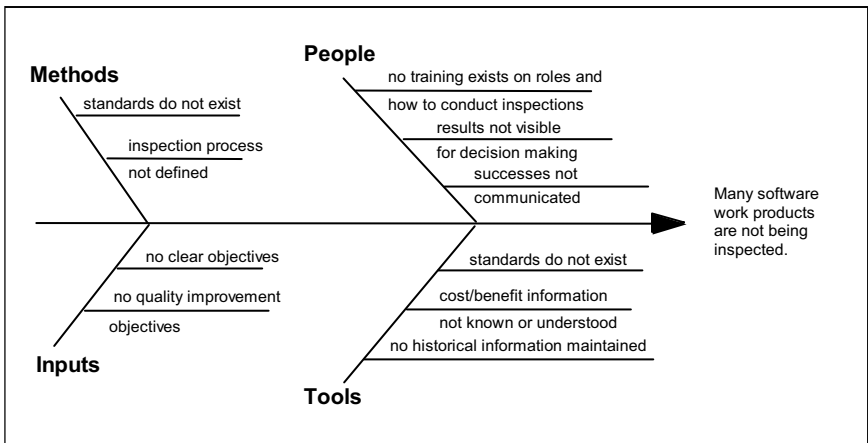 Methods
standards do not exist
inspection process
not defined
People
no training exists on roles and
how to conduct inspections
results not visible
for decision making
successes not
communicated
Many software
work products
are not being
inspected.
no clear objectives
no quality improvement
objectives
Inputs
standards do not exist
cost/benefit information
not known or understood
no historical information maintained
Tools